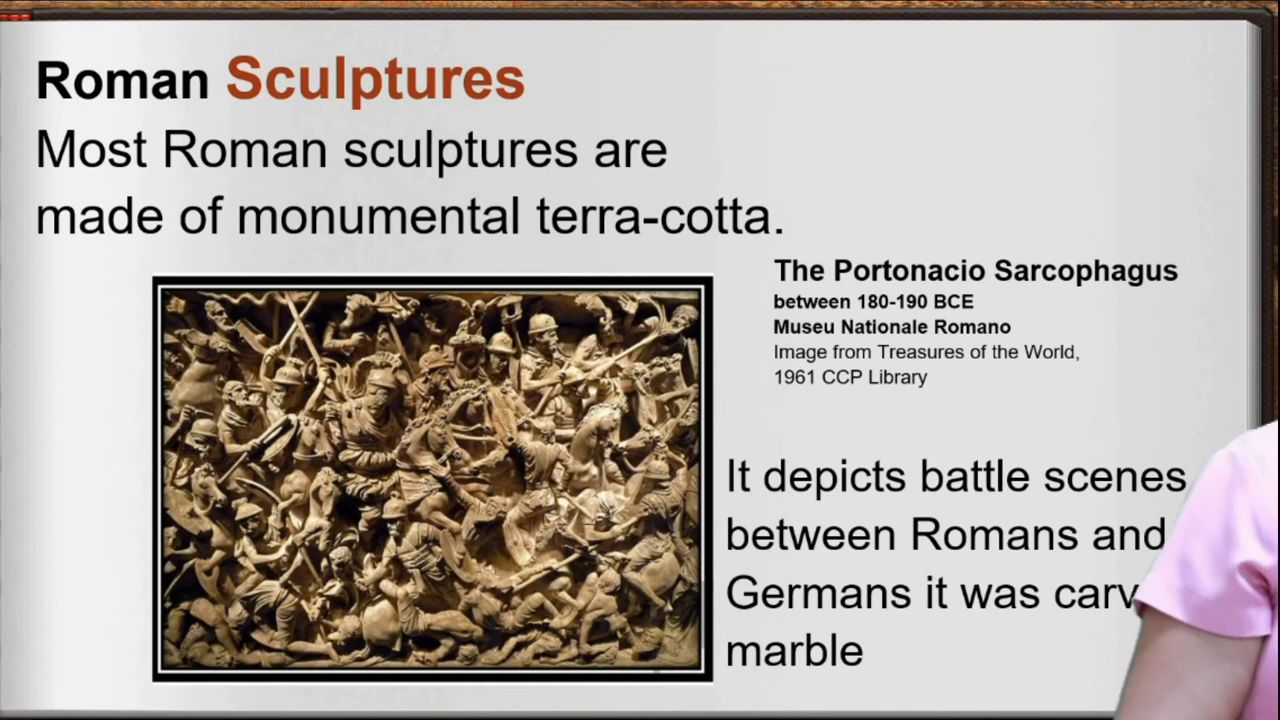 Roman Sculptures
Most Roman sculptures are
made of monumental terra-cotta.
The Portonacio Sarcophagus
between 180-190 BCE
Museu Nationale Romano
Image from Treasures of the World,
1961 CCP Library
It depicts battle scenes
between Romans and
Germans it was
marble